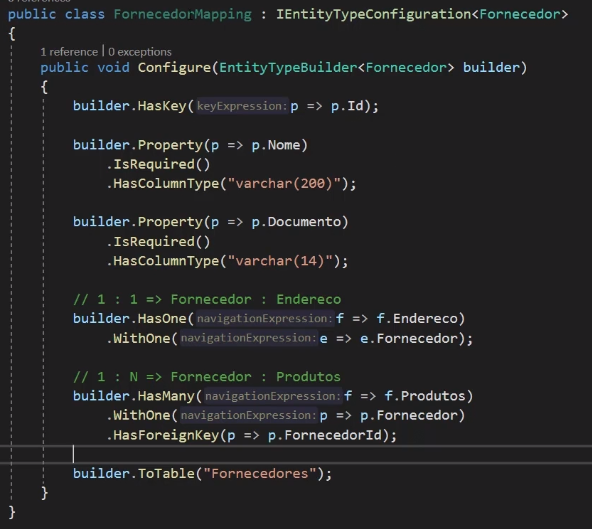 public class FornecedorMapping : IEntityTypeConfiguration<Fornecedor>
{
1 reference | 0 exceptions
public void Configure(EntityTypeBuilder<Fornecedor> builder)
{
builder.HasKey(keyExpression: p => p.Id);
builder.Property(p => p.Nome)
.IsRequired()
.HasColumnType("varchar(200)");
builder.Property(p => p.Documento)
.IsRequired()
.HasColumnType("varchar(14)");
// 1 : 1 => Fornecedor : Endereco
builder.HasOne(navigationExpression: f => f.Endereco)
.WithOne(navigationExpression: e => e.Fornecedor);
// 1 : N => Fornecedor : Produtos
builder.HasMany(navigationExpression: f => f.Produtos)
.WithOne(navigationExpression: p => p.Fornecedor)
.HasForeignKey(p => p.FornecedorId);
builder.ToTable("Fornecedores");
}
}